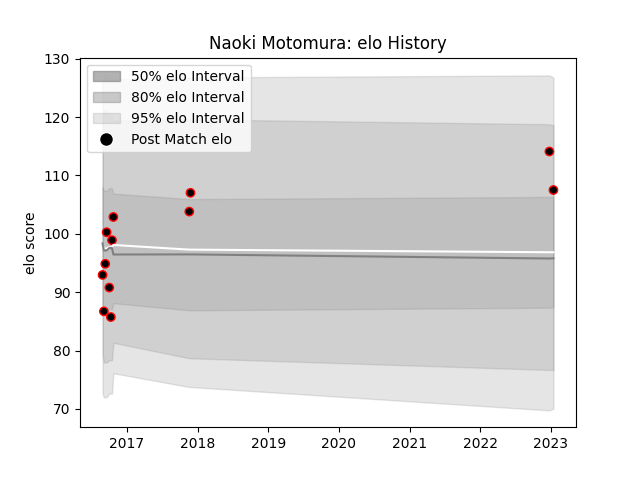 Naoki Motomura: elo History
130
120
110
100
90
80
70
elo score
50% elo Interval
80% elo Interval
95% elo Interval
Post Match elo
2017 2018 2019 2020 2021 2022 2023